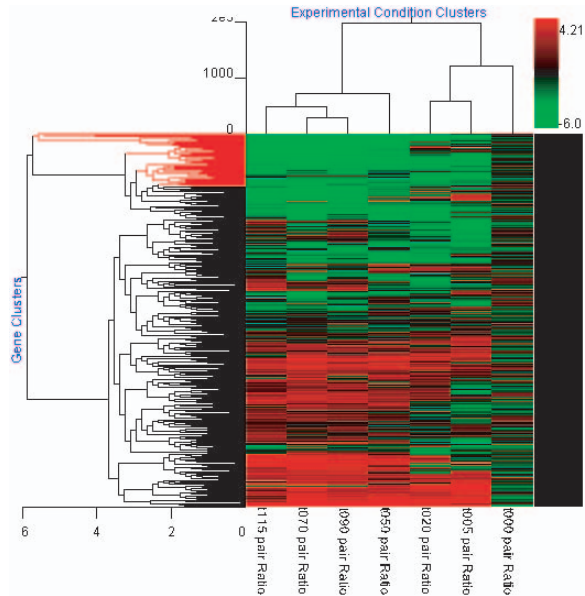 Experimental Condition Clusters
2e3
1000
0
4.21
-6.0
Gene Clusters
6
4
2
0
t115 pair Ratio
t070 pair Ratio
t090 pair Ratio
t050 pair Ratio
t020 pair Ratio
t005 pair Ratio
t000 pair Ratio